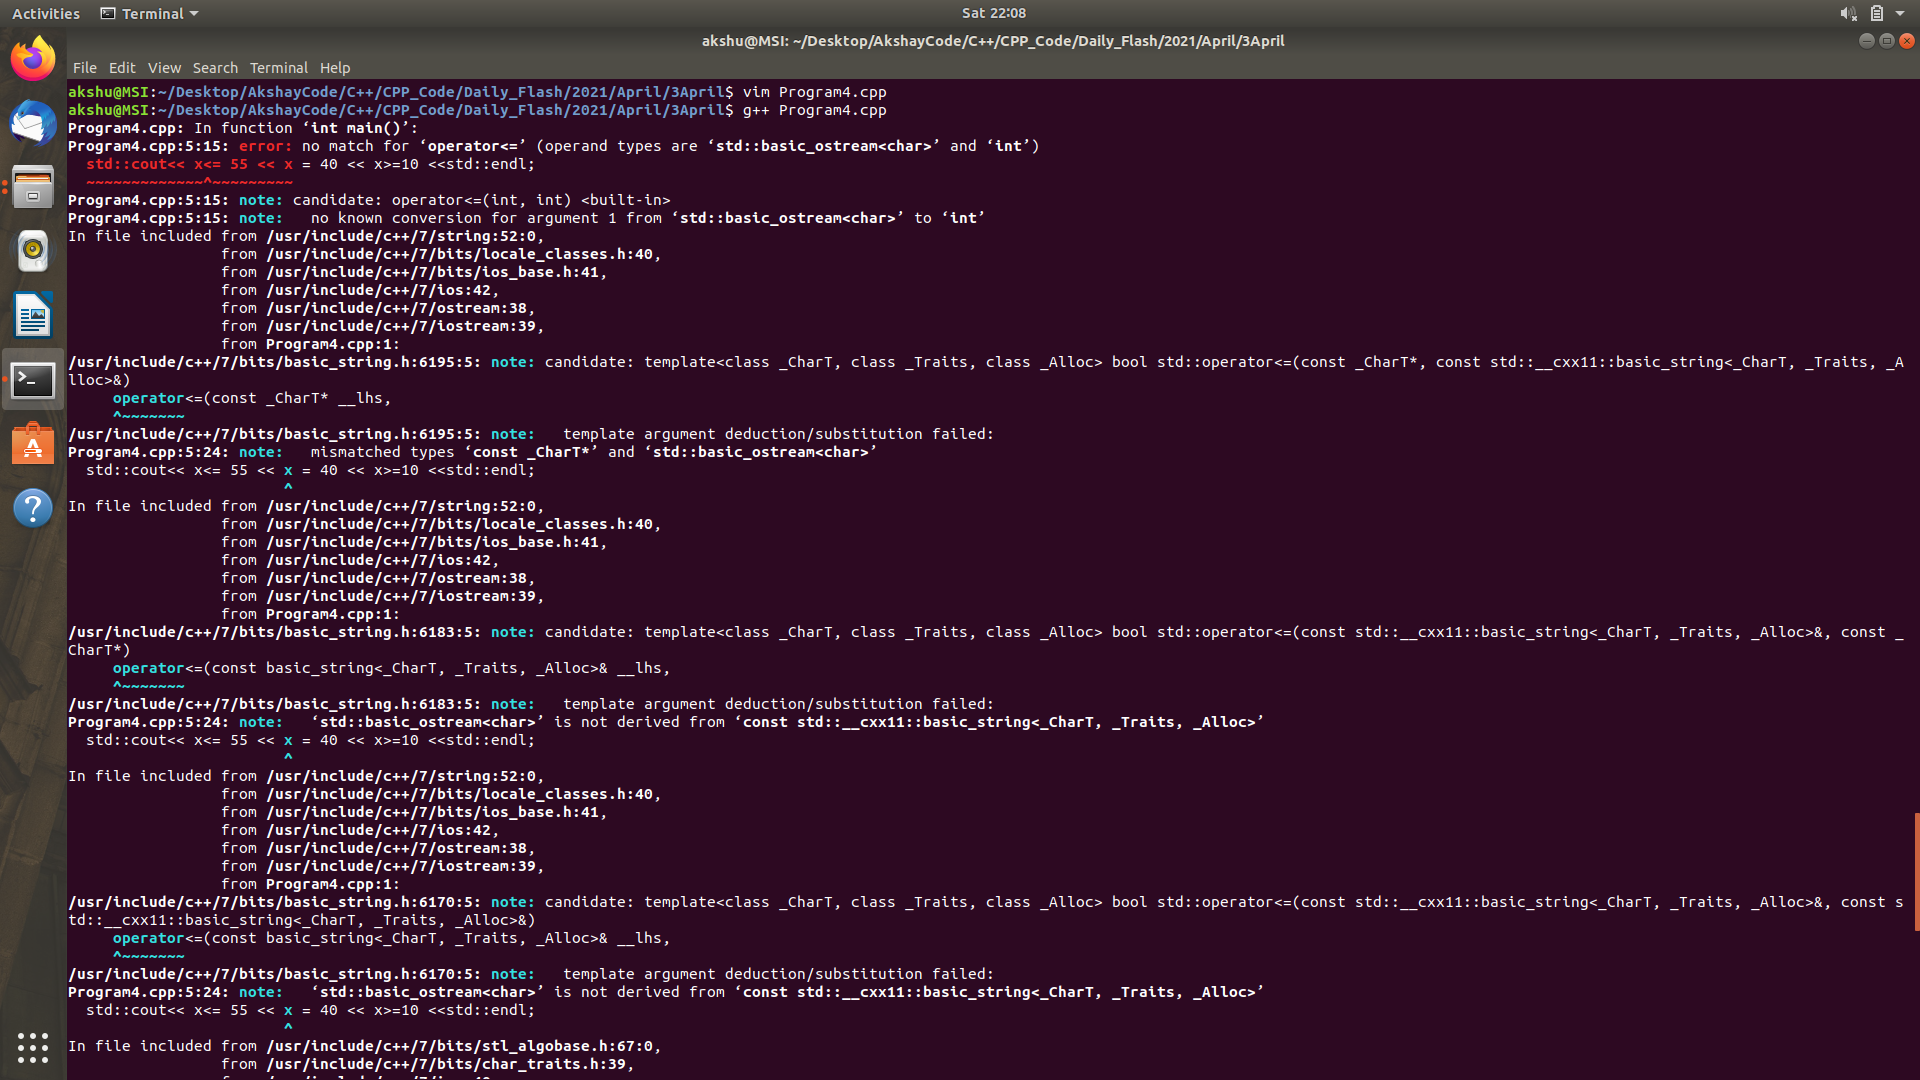 Activities Terminal Sat 22:08
akshu@MSI: ~/Desktop/AkshayCode/C++/CPP_Code/Daily_Flash/2021/April/3April
File Edit View Search Terminal Help
akshu@MSI:~/Desktop/AkshayCode/C++/CPP_Code/Daily_Flash/2021/April/3April$ vim Program4.cpp
akshu@MSI:~/Desktop/AkshayCode/C++/CPP_Code/Daily_Flash/2021/April/3April$ g++ Program4.cpp
Program4.cpp: In function ‘int main()’:
Program4.cpp:5:15: error: no match for ‘operator<=’ (operand types are ‘std::basic_ostream<char>’ and ‘int’)
  std::cout<< x<= 55 << x = 40 << x>=10 <<std::endl;
  ~~~~~~~~~~~~~^~~~~~~~~
Program4.cpp:5:15: note: candidate: operator<=(int, int) <built-in>
Program4.cpp:5:15: note:   no known conversion for argument 1 from ‘std::basic_ostream<char>’ to ‘int’
In file included from /usr/include/c++/7/string:52:0,
                 from /usr/include/c++/7/bits/locale_classes.h:40,
                 from /usr/include/c++/7/bits/ios_base.h:41,
                 from /usr/include/c++/7/ios:42,
                 from /usr/include/c++/7/ostream:38,
                 from /usr/include/c++/7/iostream:39,
                 from Program4.cpp:1:
/usr/include/c++/7/bits/basic_string.h:6195:5: note: candidate: template<class _CharT, class _Traits, class _Alloc> bool std::operator<=(const _CharT*, const std::__cxx11::basic_string<_CharT, _Traits, _A
lloc>&)
     operator<=(const _CharT* __lhs,
     ^~~~~~~~
/usr/include/c++/7/bits/basic_string.h:6195:5: note:   template argument deduction/substitution failed:
Program4.cpp:5:24: note:   mismatched types ‘const _CharT*’ and ‘std::basic_ostream<char>’
  std::cout<< x<= 55 << x = 40 << x>=10 <<std::endl;
                        ^
In file included from /usr/include/c++/7/string:52:0,
                 from /usr/include/c++/7/bits/locale_classes.h:40,
                 from /usr/include/c++/7/bits/ios_base.h:41,
                 from /usr/include/c++/7/ios:42,
                 from /usr/include/c++/7/ostream:38,
                 from /usr/include/c++/7/iostream:39,
                 from Program4.cpp:1:
/usr/include/c++/7/bits/basic_string.h:6183:5: note: candidate: template<class _CharT, class _Traits, class _Alloc> bool std::operator<=(const std::__cxx11::basic_string<_CharT, _Traits, _Alloc>&, const _
CharT*)
     operator<=(const basic_string<_CharT, _Traits, _Alloc>& __lhs,
     ^~~~~~~~
/usr/include/c++/7/bits/basic_string.h:6183:5: note:   template argument deduction/substitution failed:
Program4.cpp:5:24: note:   ‘std::basic_ostream<char>’ is not derived from ‘const std::__cxx11::basic_string<_CharT, _Traits, _Alloc>’
  std::cout<< x<= 55 << x = 40 << x>=10 <<std::endl;
                        ^
In file included from /usr/include/c++/7/string:52:0,
                 from /usr/include/c++/7/bits/locale_classes.h:40,
                 from /usr/include/c++/7/bits/ios_base.h:41,
                 from /usr/include/c++/7/ios:42,
                 from /usr/include/c++/7/ostream:38,
                 from /usr/include/c++/7/iostream:39,
                 from Program4.cpp:1:
/usr/include/c++/7/bits/basic_string.h:6170:5: note: candidate: template<class _CharT, class _Traits, class _Alloc> bool std::operator<=(const std::__cxx11::basic_string<_CharT, _Traits, _Alloc>&, const s
td::__cxx11::basic_string<_CharT, _Traits, _Alloc>&)
     operator<=(const basic_string<_CharT, _Traits, _Alloc>& __lhs,
     ^~~~~~~~
/usr/include/c++/7/bits/basic_string.h:6170:5: note:   template argument deduction/substitution failed:
Program4.cpp:5:24: note:   ‘std::basic_ostream<char>’ is not derived from ‘const std::__cxx11::basic_string<_CharT, _Traits, _Alloc>’
  std::cout<< x<= 55 << x = 40 << x>=10 <<std::endl;
                        ^
In file included from /usr/include/c++/7/bits/stl_algobase.h:67:0,
                 from /usr/include/c++/7/bits/char_traits.h:39,